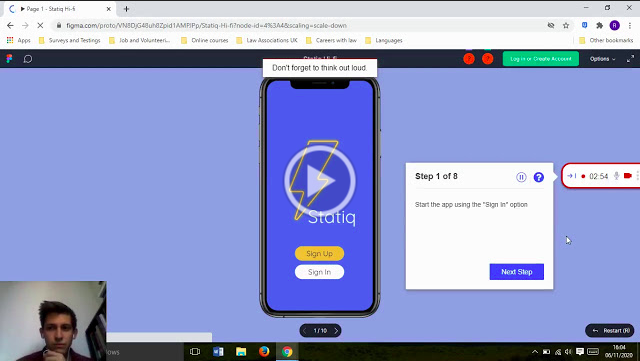 Page 1 - Statiq Hi-fi
figma.com/proto/VN8DjG48uh8Zpid1AMPJPp/Statiq-Hi-fi?node-id=4%3A4&scaling=scale-down
Apps
Surveys and Testings
Job and Volunteeri...
Online courses
Law Association UK
Careers with law
Languages
Other bookmarks
Don't forget to think out loud.
Log in or Create Account
Options
Step 1 of 8
02:54
Start the app using the "Sign In" option
Statiq
Sign Up
Sign In
Next Step
1 / 10
Restart (R)
16:04
06/11/2020